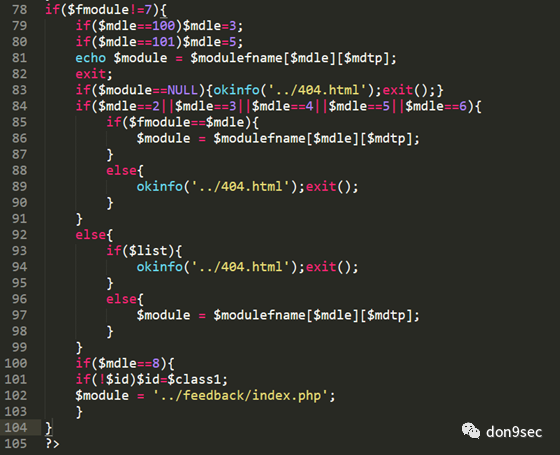 78 if($fmodule!=7){
79     if($mdle==100)$mdle=3;
80     if($mdle==101)$mdle=5;
81     echo $module = $modulefname[$mdle][$mdtp];
82     exit;
83     if($module==NULL){okinfo('../404.html');exit();}
84     if($mdle==2||$mdle==3||$mdle==4||$mdle==5||$mdle==6){
85         if($fmodule==$mdle){
86             $module = $modulefname[$mdle][$mdtp];
87         }
88         else{
89             okinfo('../404.html');exit();
90         }
91     }
92     else{
93         if($list){
94             okinfo('../404.html');exit();
95         }
96         else{
97             $module = $modulefname[$mdle][$mdtp];
98         }
99     }
100     if($mdle==8){
101     if(!$id)$id=$class1;
102     $module = '../feedback/index.php';
103     }
104 }
105 ?>
don9sec